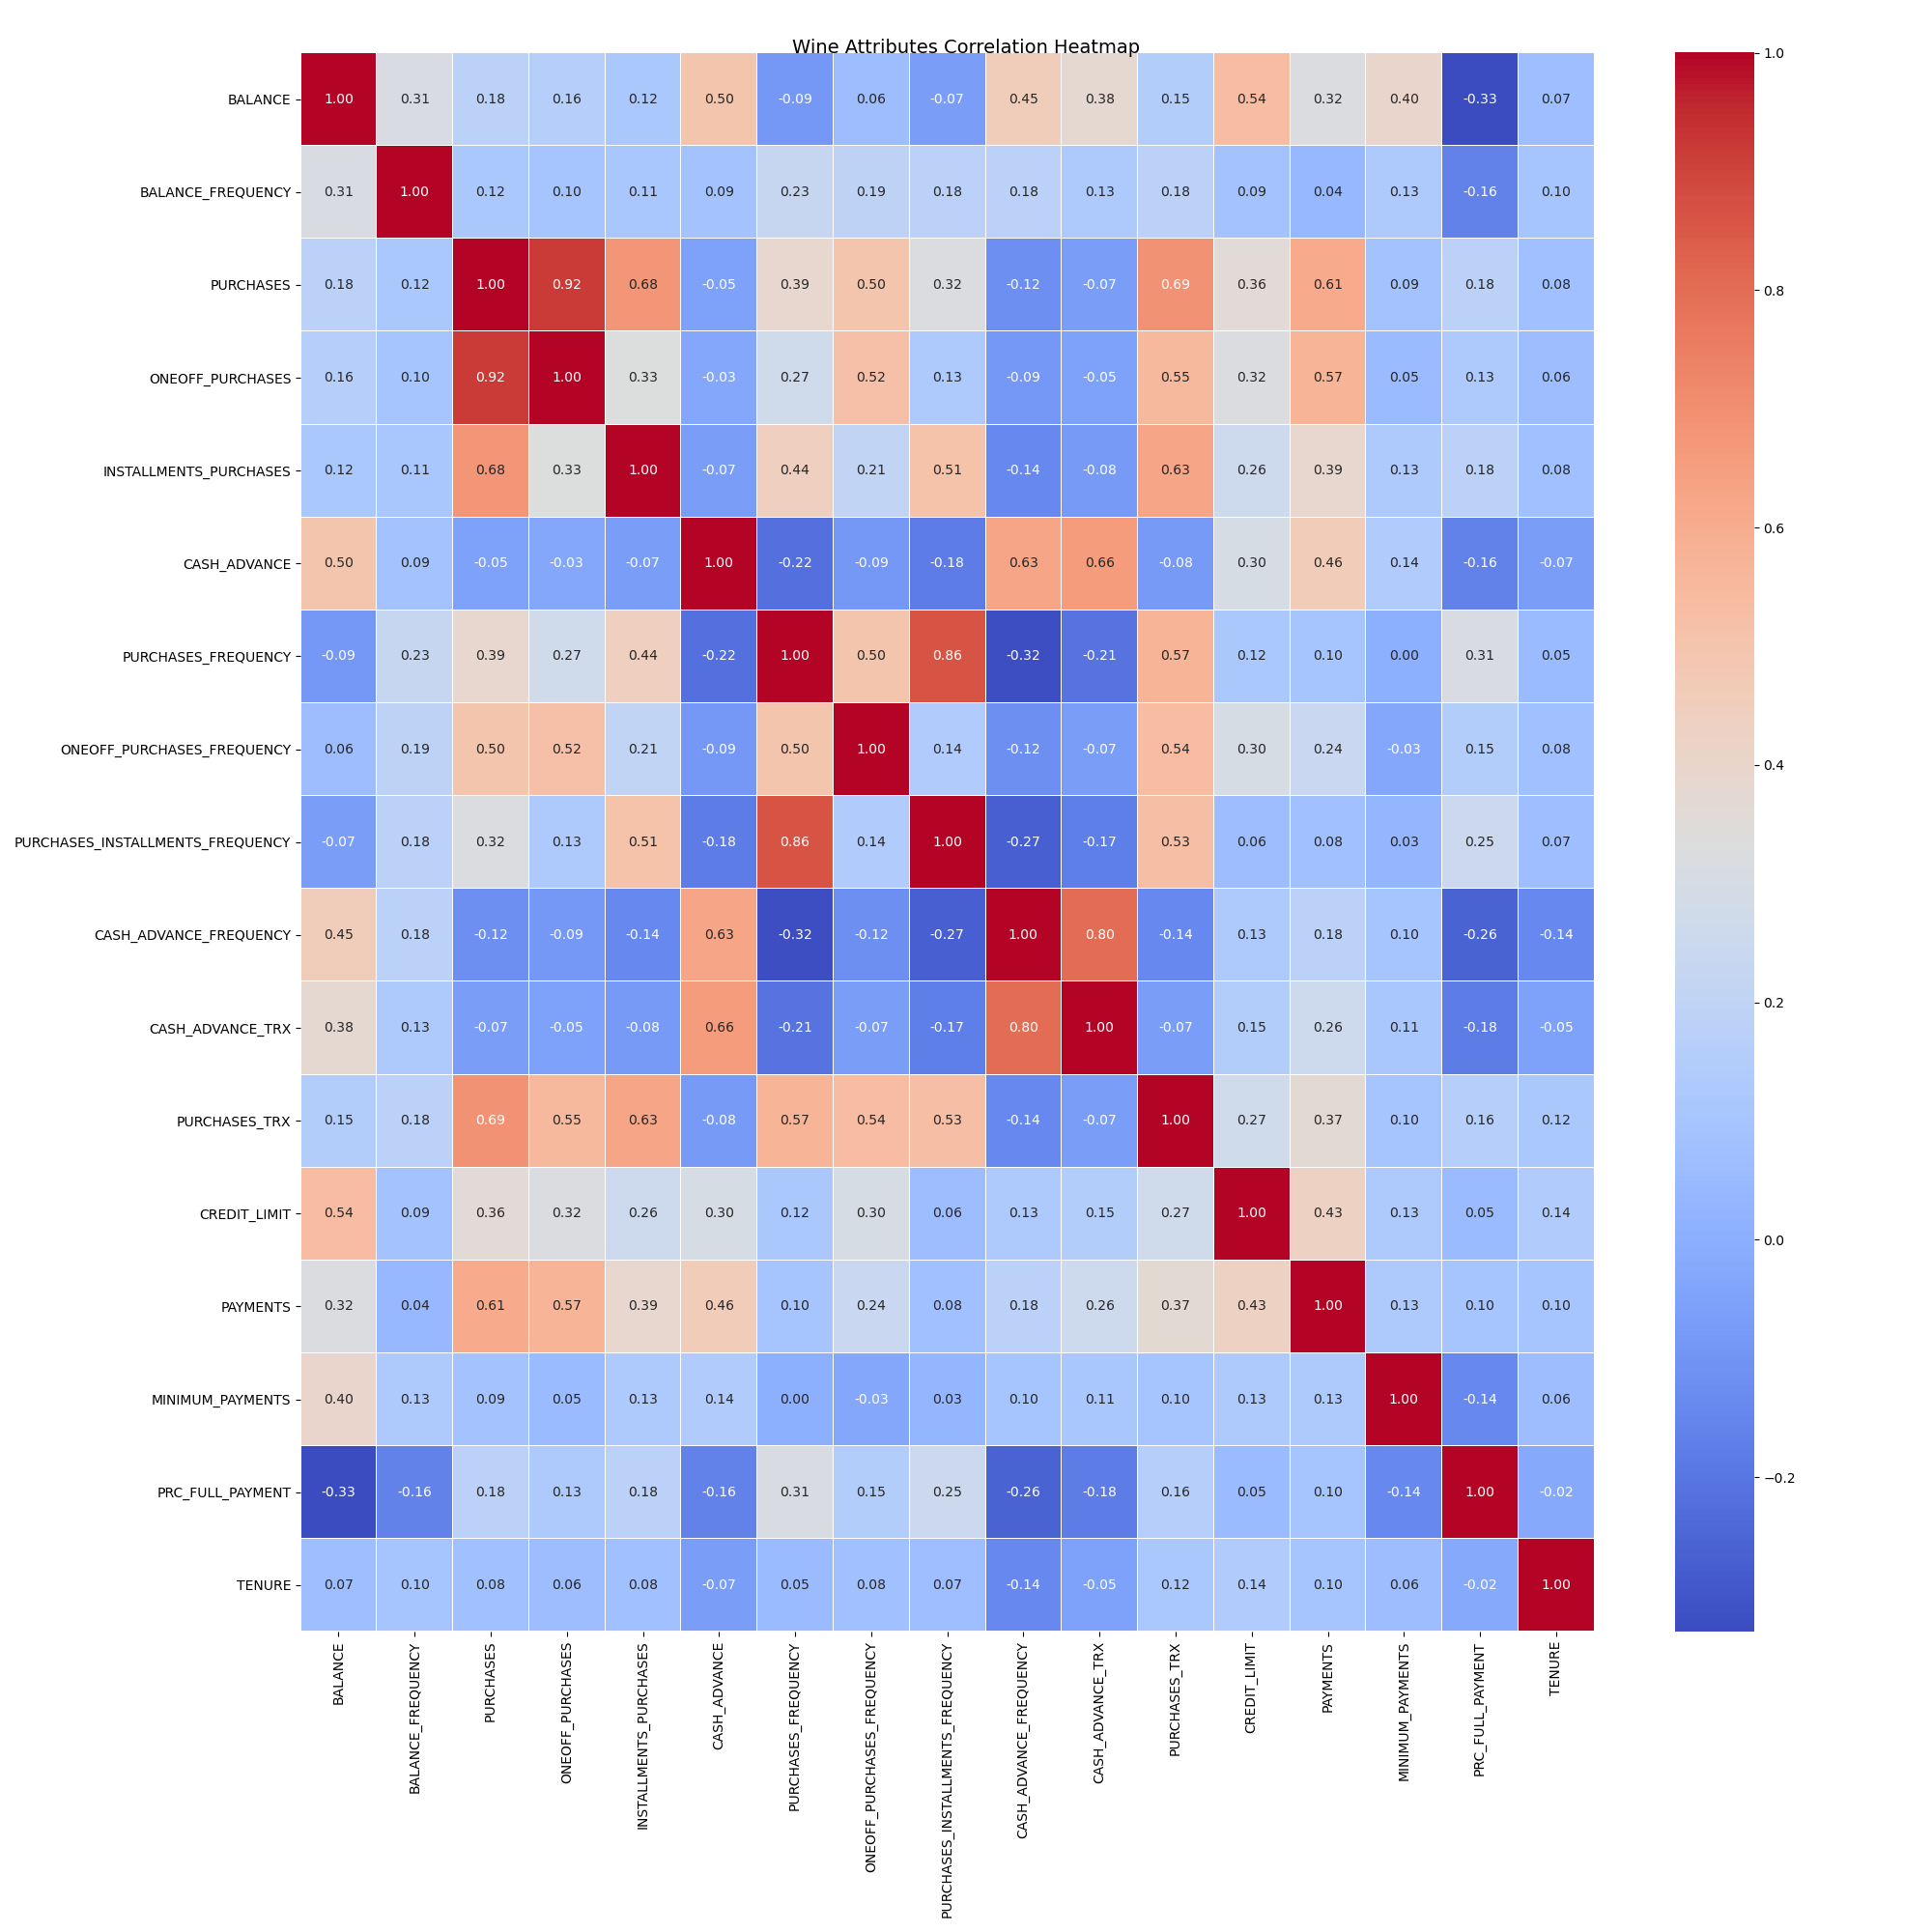 Wine Attributes Correlation Heatmap
BALANCE 1.00 0.31 0.18 0.16 0.12 0.50 -0.09 0.06 -0.07 0.45 0.38 0.15 0.54 0.32 0.40 -0.33 0.07
BALANCE_FREQUENCY 0.31 1.00 0.12 0.10 0.11 0.09 0.23 0.19 0.18 0.18 0.13 0.18 0.09 0.04 0.13 -0.16 0.10
PURCHASES 0.18 0.12 1.00 0.92 0.68 -0.05 0.39 0.50 0.32 -0.12 -0.07 0.69 0.36 0.61 0.09 0.18 0.08
ONEOFF_PURCHASES 0.16 0.10 0.92 1.00 0.33 -0.03 0.27 0.52 0.13 -0.09 -0.05 0.55 0.32 0.57 0.05 0.13 0.06
INSTALLMENTS_PURCHASES 0.12 0.11 0.68 0.33 1.00 -0.07 0.44 0.21 0.51 -0.14 -0.08 0.63 0.26 0.39 0.13 0.18 0.08
CASH_ADVANCE 0.50 0.09 -0.05 -0.03 -0.07 1.00 -0.22 -0.09 -0.18 0.63 0.66 -0.08 0.30 0.46 0.14 -0.16 -0.07
PURCHASES_FREQUENCY -0.09 0.23 0.39 0.27 0.44 -0.22 1.00 0.50 0.86 -0.32 -0.21 0.57 0.12 0.10 0.00 0.31 0.05
ONEOFF_PURCHASES_FREQUENCY 0.06 0.19 0.50 0.52 0.21 -0.09 0.50 1.00 0.14 -0.12 -0.07 0.54 0.30 0.24 -0.03 0.15 0.08
PURCHASES_INSTALLMENTS_FREQUENCY -0.07 0.18 0.32 0.13 0.51 -0.18 0.86 0.14 1.00 -0.27 -0.17 0.53 0.06 0.08 0.03 0.25 0.07
CASH_ADVANCE_FREQUENCY 0.45 0.18 -0.12 -0.09 -0.14 0.63 -0.32 -0.12 -0.27 1.00 0.80 -0.14 0.13 0.18 0.10 -0.26 -0.14
CASH_ADVANCE_TRX 0.38 0.13 -0.07 -0.05 -0.08 0.66 -0.21 -0.07 -0.17 0.80 1.00 -0.07 0.15 0.26 0.11 -0.18 -0.05
PURCHASES_TRX 0.15 0.18 0.69 0.55 0.63 -0.08 0.57 0.54 0.53 -0.14 -0.07 1.00 0.27 0.37 0.10 0.16 0.12
CREDIT_LIMIT 0.54 0.09 0.36 0.32 0.26 0.30 0.12 0.30 0.06 0.13 0.15 0.27 1.00 0.43 0.13 0.05 0.14
PAYMENTS 0.32 0.04 0.61 0.57 0.39 0.46 0.10 0.24 0.08 0.18 0.26 0.37 0.43 1.00 0.13 0.10 0.10
MINIMUM_PAYMENTS 0.40 0.13 0.09 0.05 0.13 0.14 0.00 -0.03 0.03 0.10 0.11 0.10 0.13 0.13 1.00 -0.14 0.06
PRC_FULL_PAYMENT -0.33 -0.16 0.18 0.13 0.18 -0.16 0.31 0.15 0.25 -0.26 -0.18 0.16 0.05 0.10 -0.14 1.00 -0.02
TENURE 0.07 0.10 0.08 0.06 0.08 -0.07 0.05 0.08 0.07 -0.14 -0.05 0.12 0.14 0.10 0.06 -0.02 1.00
BALANCE
BALANCE_FREQUENCY
PURCHASES
ONEOFF_PURCHASES
INSTALLMENTS_PURCHASES
CASH_ADVANCE
PURCHASES_FREQUENCY
ONEOFF_PURCHASES_FREQUENCY
PURCHASES_INSTALLMENTS_FREQUENCY
CASH_ADVANCE_FREQUENCY
CASH_ADVANCE_TRX
PURCHASES_TRX
CREDIT_LIMIT
PAYMENTS
MINIMUM_PAYMENTS
PRC_FULL_PAYMENT
TENURE
1.0
0.8
0.6
0.4
0.2
0.0
−0.2